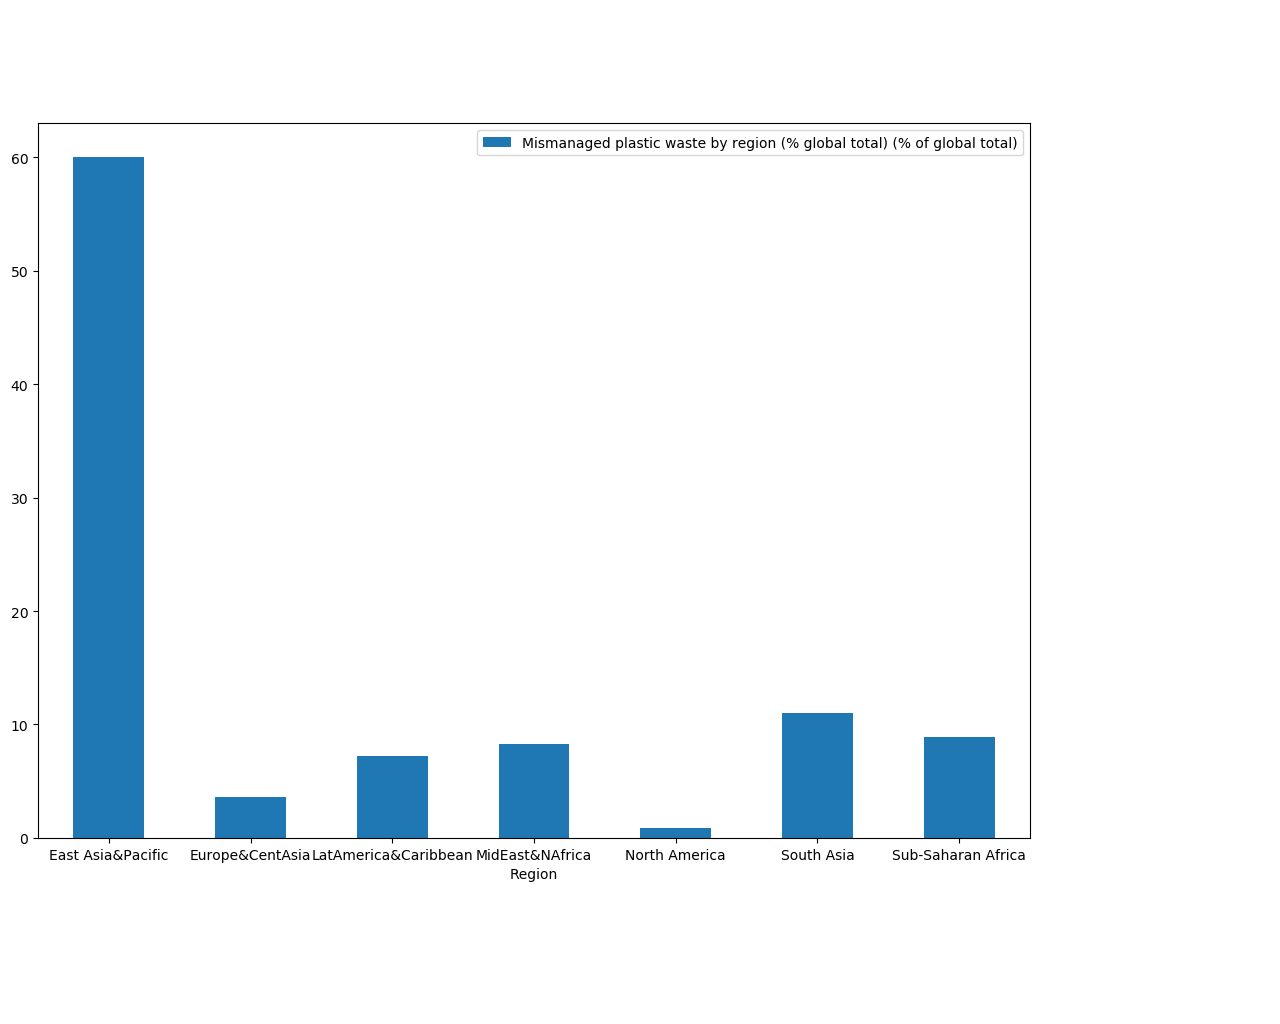 Mismanaged plastic waste by region (% global total) (% of global total)
60
50
40
30
20
10
0
East Asia&Pacific Europe&CentAsia LatAmerica&Caribbean MidEast&NAfrica North America South Asia Sub-Saharan Africa
Region